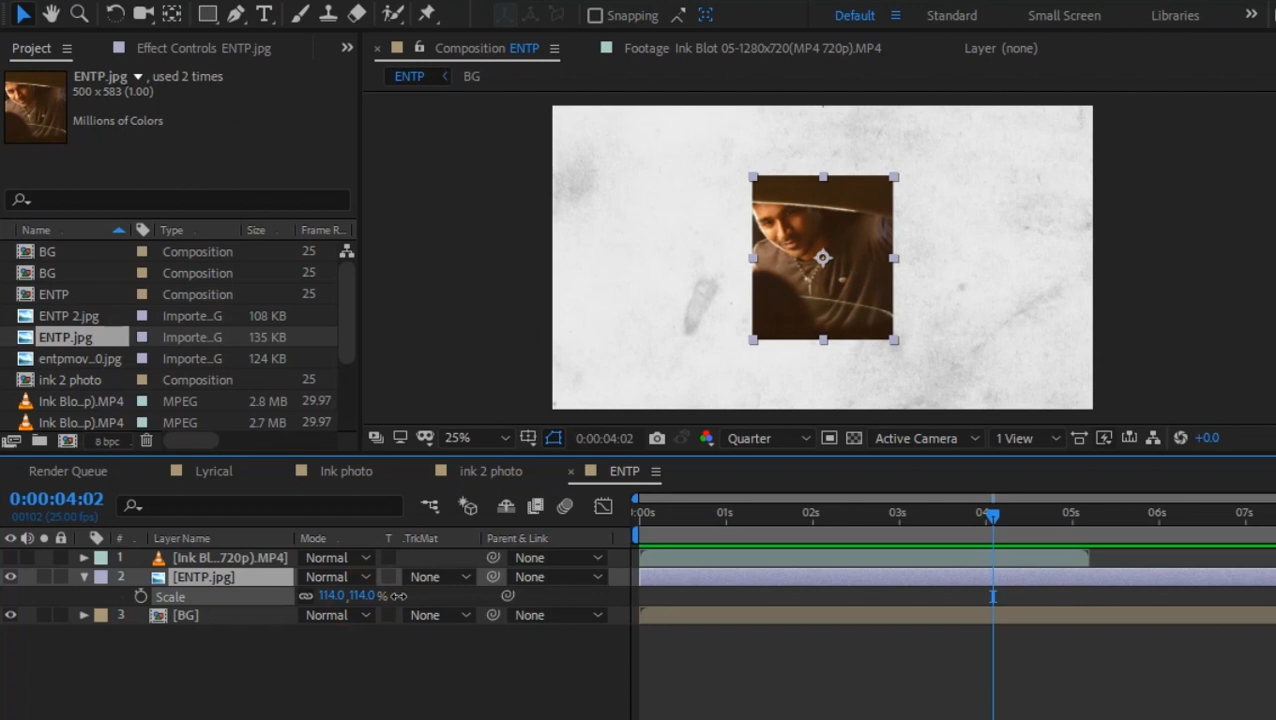 Snapping Default Standard Small Screen Libraries
Project Effect Controls ENTP.jpg Composition ENTP Footage Ink Blot 05-1280x720(MP4 720p).MP4 Layer (none)
ENTP BG
ENTP.jpg , used 2 times
500 x 583 (1.00)
Millions of Colors
Name Type Size Frame R...
BG Composition 25
BG Composition 25
ENTP Composition 25
ENTP 2.jpg Importe...G 108 KB
ENTP.jpg Importe...G 135 KB
entpmov...0.jpg Importe...G 124 KB
ink 2 photo Composition 25
Ink Blo...p).MP4 MPEG 2.8 MB 29.97
Ink Blo...p).MP4 MPEG 2.7 MB 29.97
8 bpc 25% 0:00:04:02 Quarter Active Camera 1 View +0.0
Render Queue Lyrical Ink photo ink 2 photo ENTP
0:00:04:02
00102 (25.00 fps)
:00s 01s 02s 03s 04s 05s 06s 07s
# Layer Name Mode T TrkMat Parent & Link
1 [Ink Bl...720p].MP4] Normal None
2 [ENTP.jpg] Normal None None
Scale 114.0,114.0 %
3 [BG] Normal None None